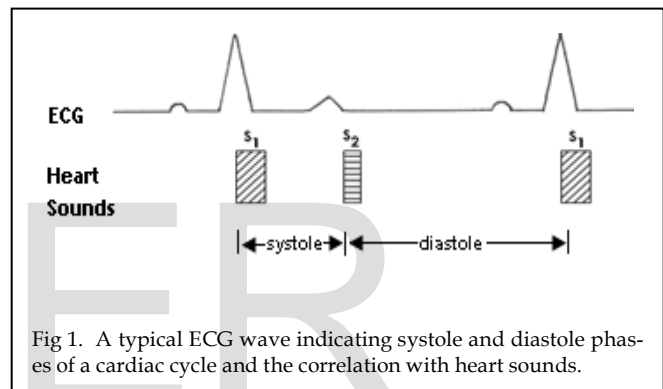 ECG
S1 S2 S1
Heart
Sounds
systole diastole
ER
Fig 1. A typical ECG wave indicating systole and diastole phas-
es of a cardiac cycle and the correlation with heart sounds.